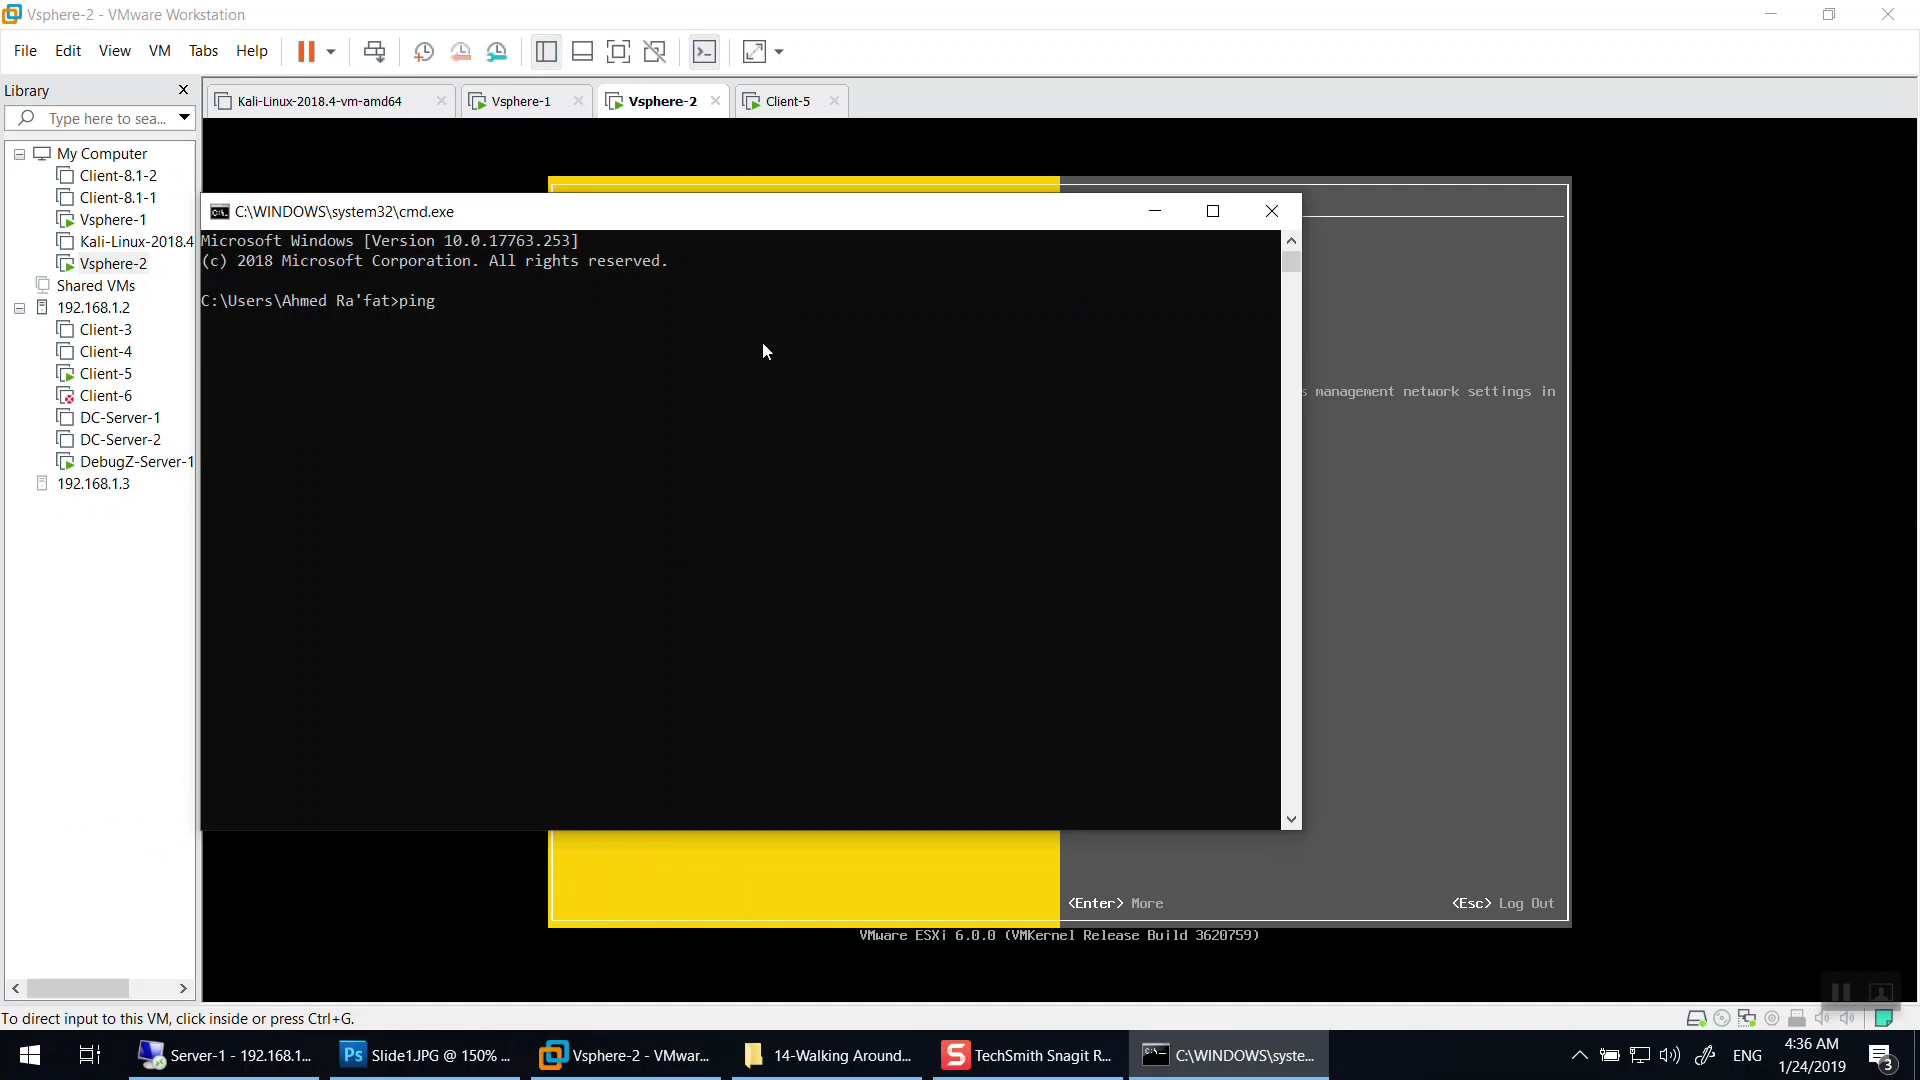 Vsphere-2 - VMware Workstation
File Edit View VM Tabs Help
Library
Type here to sea...
Kali-Linux-2018.4-vm-amd64
Vsphere-1
Vsphere-2
Client-5
My Computer
Client-8.1-2
Client-8.1-1
Vsphere-1
Kali-Linux-2018.4
Vsphere-2
Shared VMs
192.168.1.2
Client-3
Client-4
Client-5
Client-6
DC-Server-1
DC-Server-2
DebugZ-Server-1
192.168.1.3
C:\WINDOWS\system32\cmd.exe
Microsoft Windows [Version 10.0.17763.253]
(c) 2018 Microsoft Corporation. All rights reserved.
C:\Users\Ahmed Ra'fat>ping
s management network settings in
<Enter> More
<Esc> Log Out
VMware ESXi 6.0.0 (VMKernel Release Build 3620759)
To direct input to this VM, click inside or press Ctrl+G.
Server-1 - 192.168.1...
Ps Slide1.JPG @ 150% ...
Vsphere-2 - VMwar...
14-Walking Around...
S TechSmith Snagit R...
C:\WINDOWS\syste...
ENG
4:36 AM
1/24/2019
3